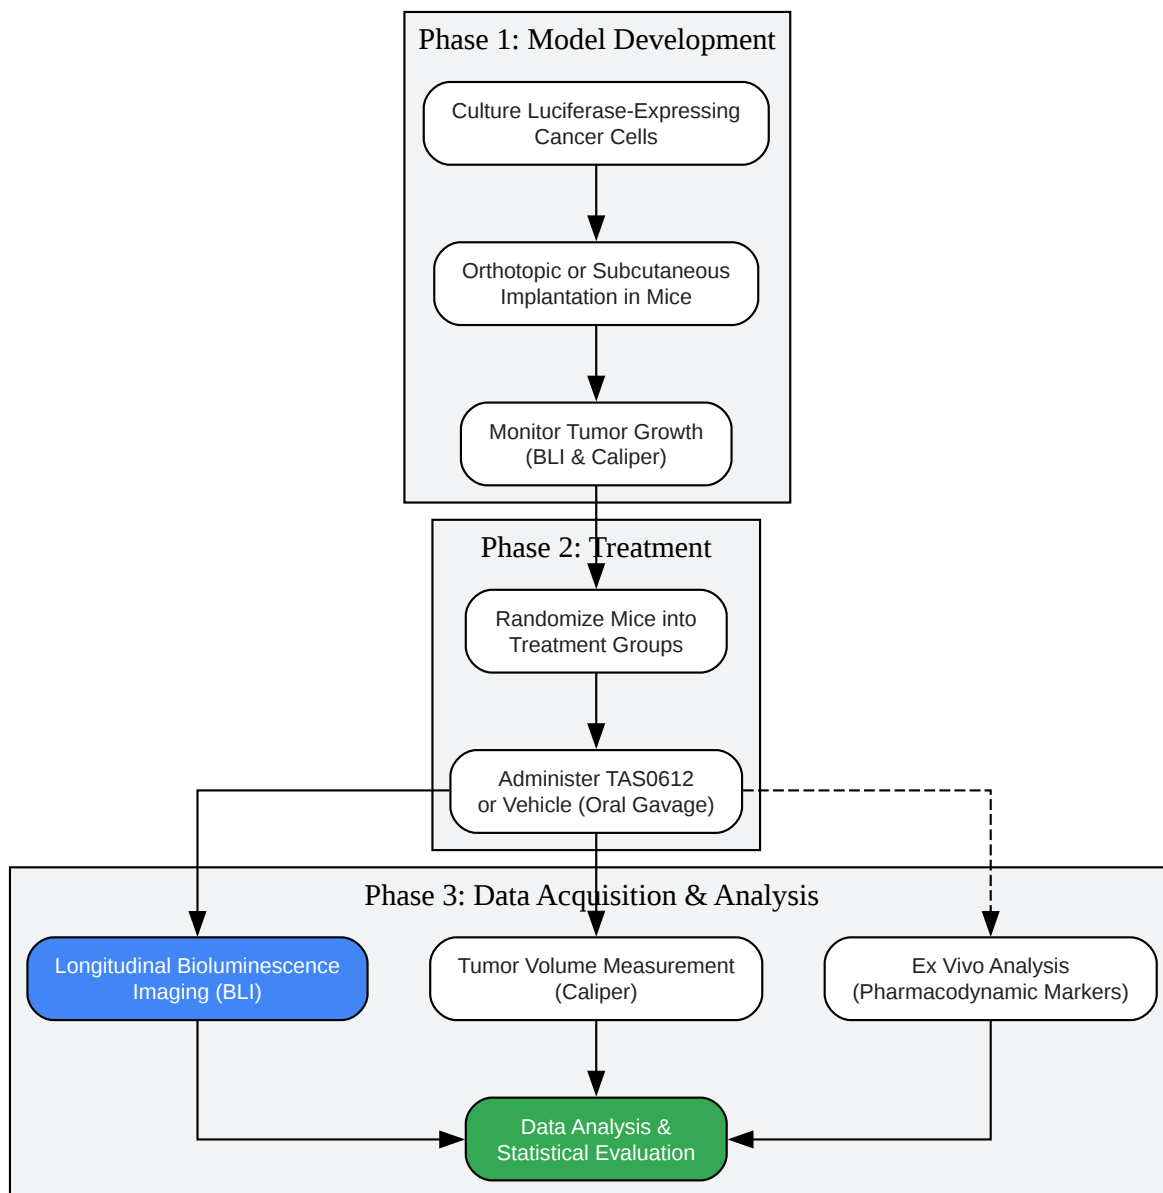 Phase 1: Model Development
Culture Luciferase-Expressing
Cancer Cells
Orthotopic or Subcutaneous
Implantation in Mice
Monitor Tumor Growth
(BLI & Caliper)
Phase 2: Treatment
Randomize Mice into
Treatment Groups
Administer TAS0612
or Vehicle (Oral Gavage)
Phase 3: Data Acquisition & Analysis
Longitudinal Bioluminescence
Imaging (BLI)
Tumor Volume Measurement
(Caliper)
Ex Vivo Analysis
(Pharmacodynamic Markers)
Data Analysis &
Statistical Evaluation